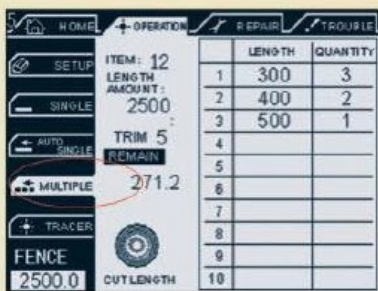 HOME OPERATION REPAIR TROUBLE
SETUP
SINGLE
AUTO SINGLE
MULTIPLE
TRACER
FENCE
2500.0
ITEM: 12
LENGTH
AMOUNT:
2500
:
TRIM 5
REMAIN
271.2
CUT LENGTH
LENGTH QUANTITY
1 300 3
2 400 2
3 500 1
4
5
6
7
8
9
10